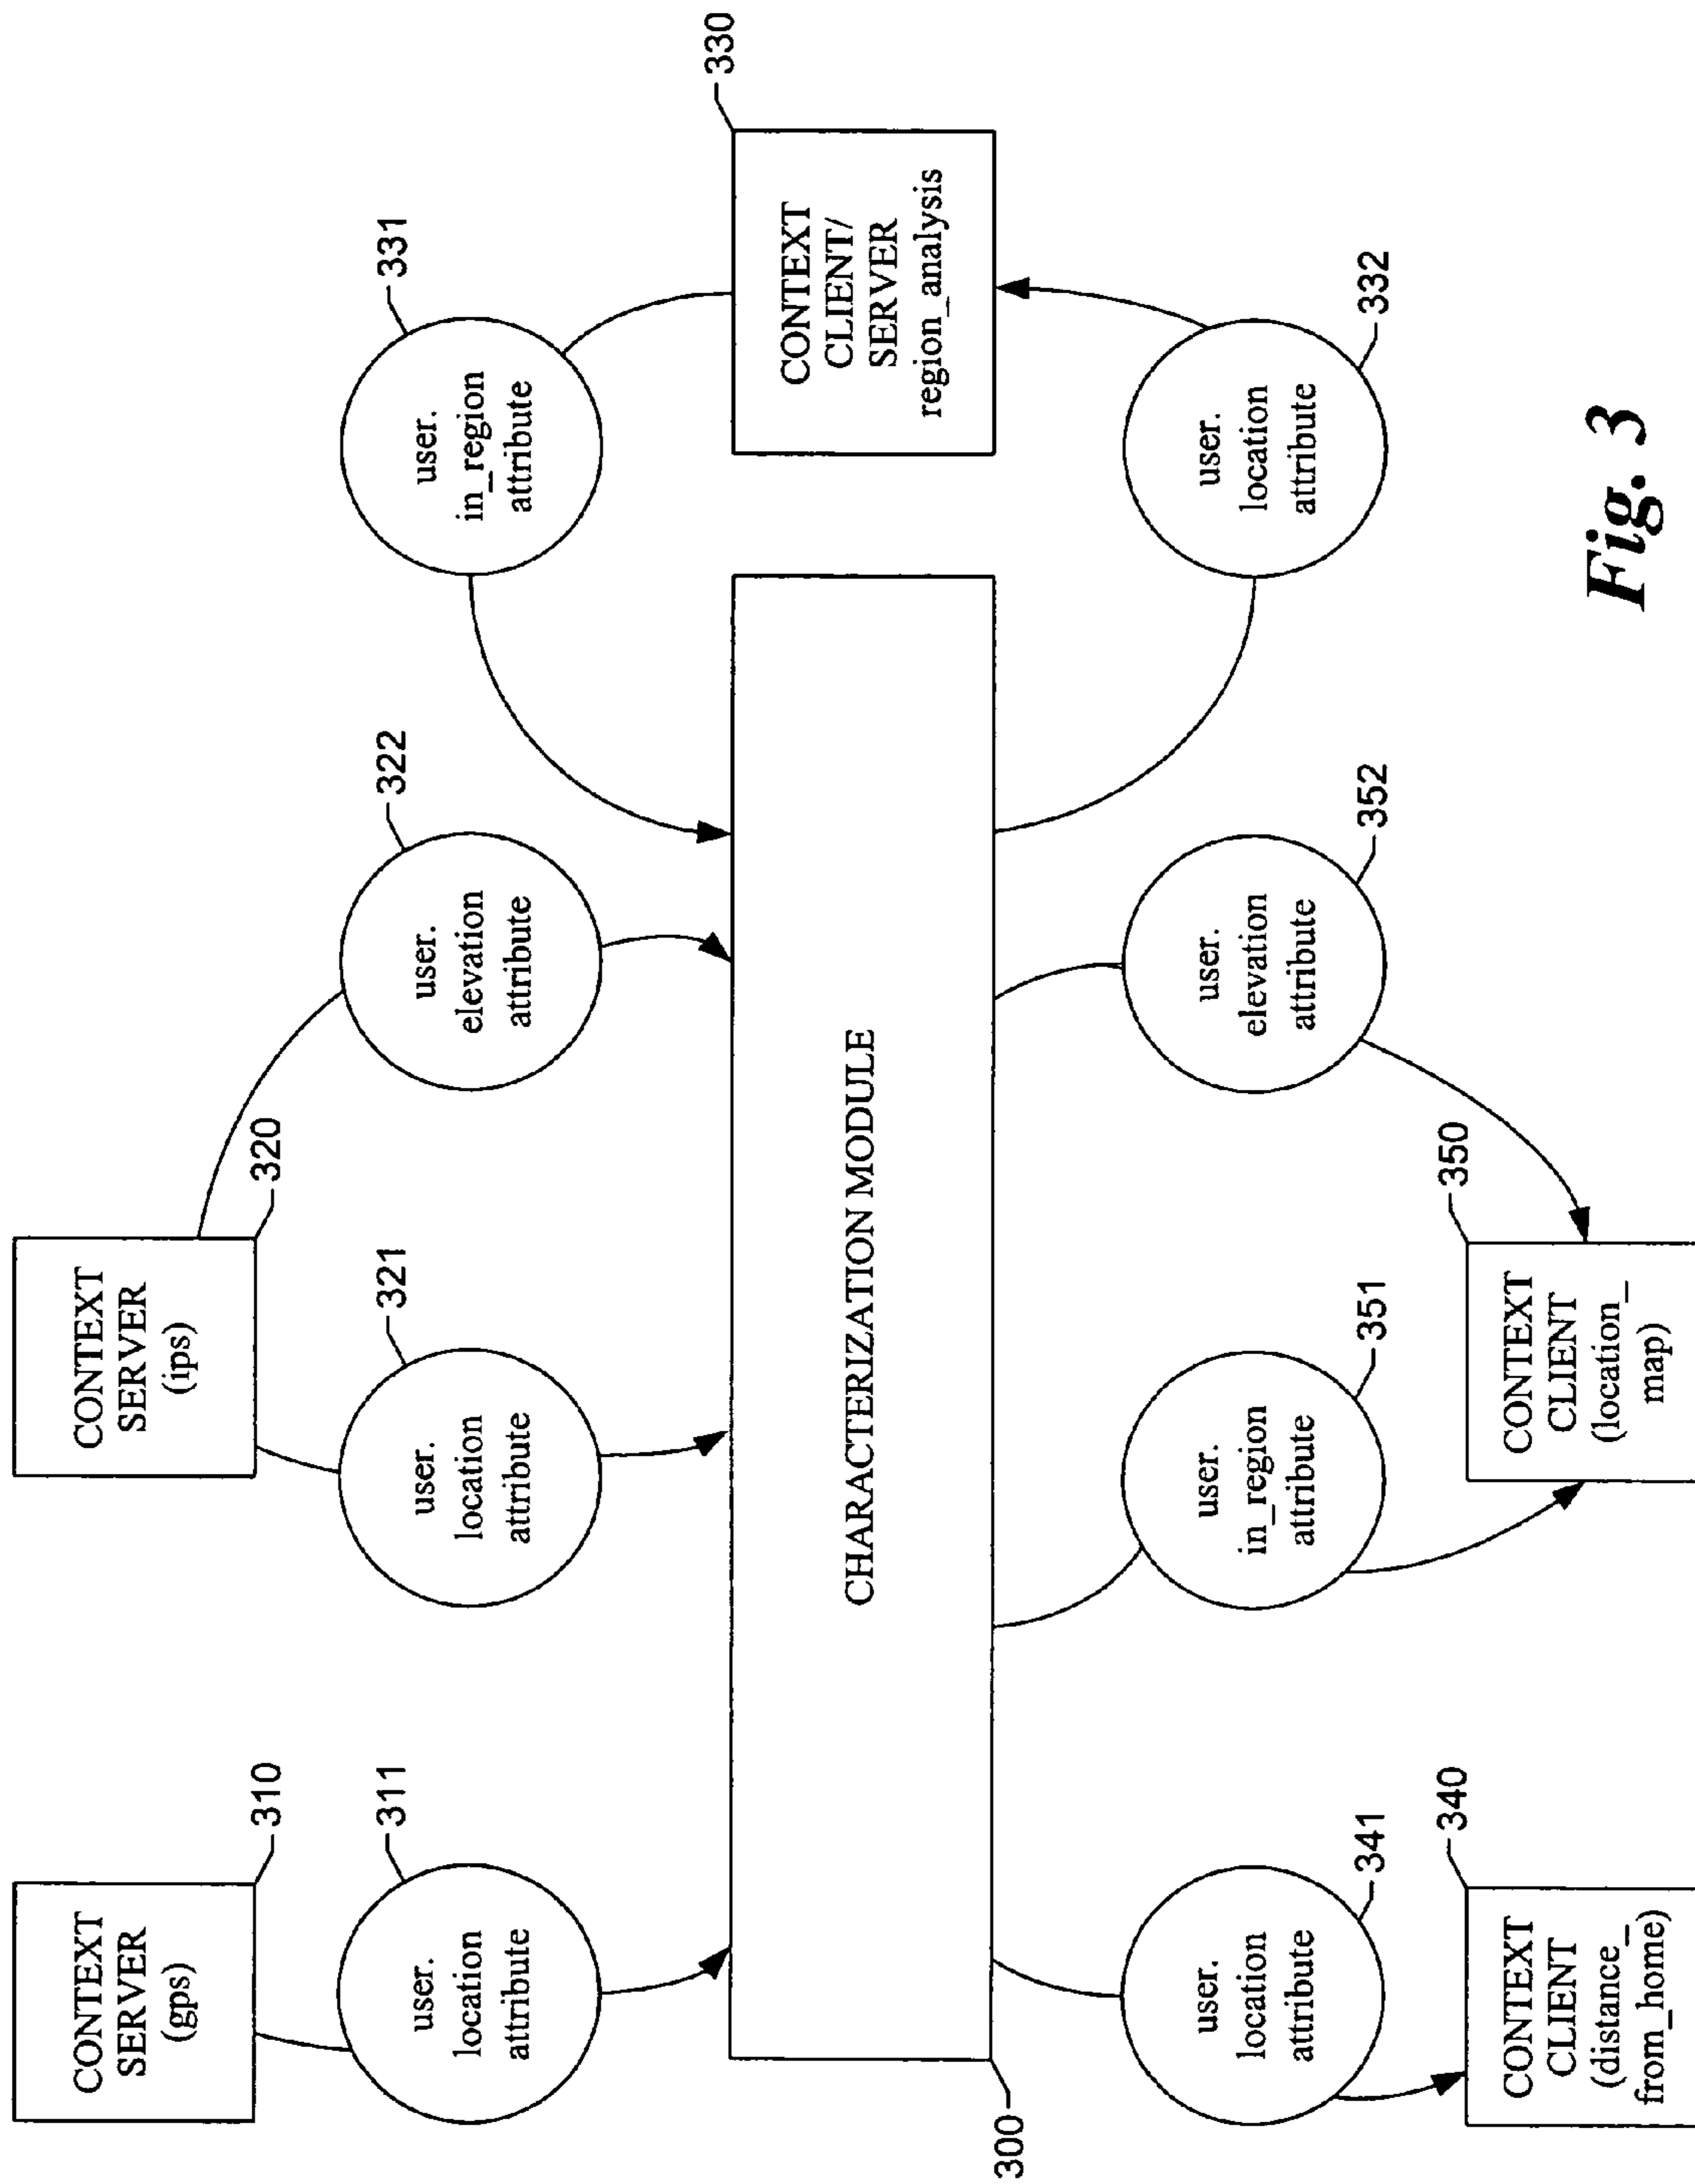 CONTEXT
SERVER
(gps)
310
CONTEXT
SERVER
(ips)
320
311
user.
location
attribute
321
user.
location
attribute
322
user.
elevation
attribute
331
user.
in_region
attribute
330
CONTEXT
CLIENT/
SERVER
region_analysis
CHARACTERIZATION MODULE
300
user.
location
attribute
341
user.
in_region
attribute
351
user.
elevation
attribute
352
user.
location
attribute
332
340
CONTEXT
CLIENT
(distance_
from_home)
350
CONTEXT
CLIENT
(location_
map)
Fig. 3